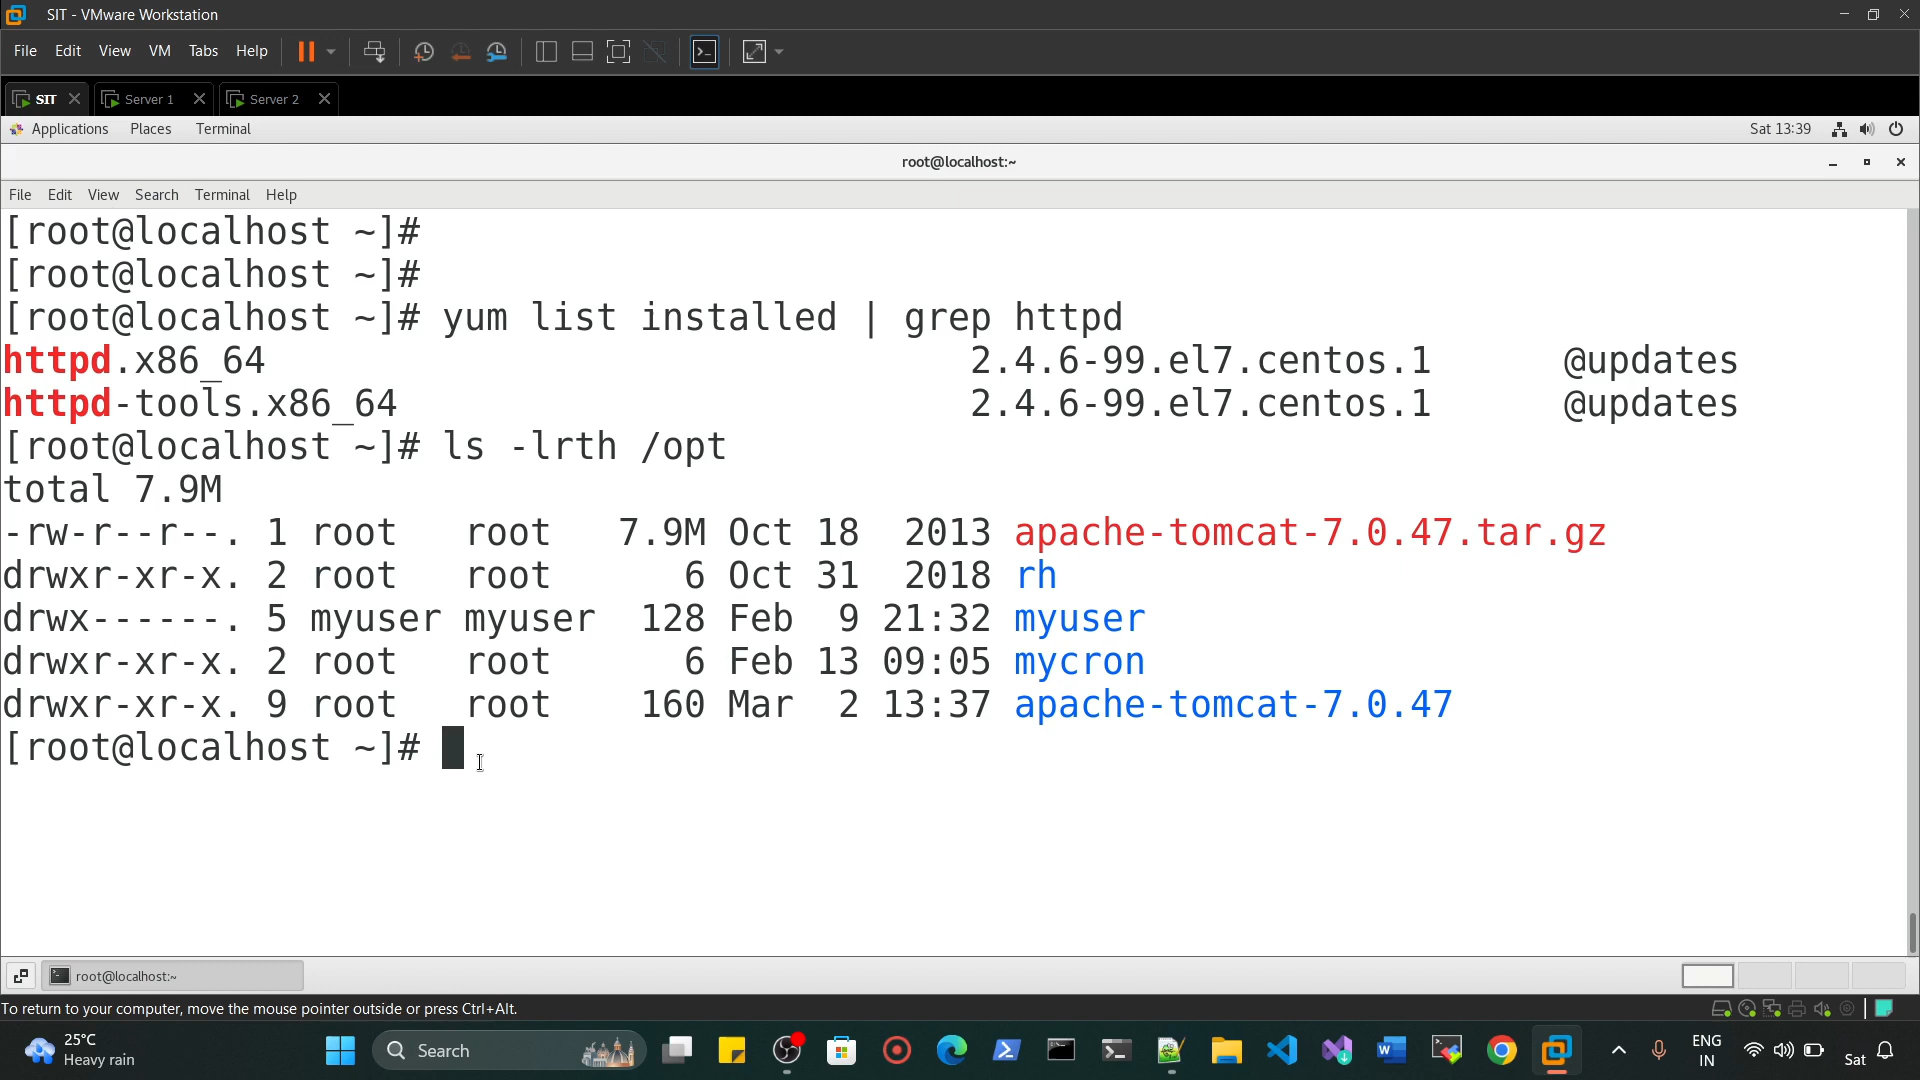 SIT - VMware Workstation
File Edit View VM Tabs Help
SIT Server 1 Server 2
Applications Places Terminal Sat 13:39
root@localhost:~
File Edit View Search Terminal Help
[root@localhost ~]#
[root@localhost ~]#
[root@localhost ~]# yum list installed | grep httpd
httpd.x86_64 2.4.6-99.el7.centos.1 @updates
httpd-tools.x86_64 2.4.6-99.el7.centos.1 @updates
[root@localhost ~]# ls -lrth /opt
total 7.9M
-rw-r--r--. 1 root root 7.9M Oct 18 2013 apache-tomcat-7.0.47.tar.gz
drwxr-xr-x. 2 root root 6 Oct 31 2018 rh
drwx------. 5 myuser myuser 128 Feb 9 21:32 myuser
drwxr-xr-x. 2 root root 6 Feb 13 09:05 mycron
drwxr-xr-x. 9 root root 160 Mar 2 13:37 apache-tomcat-7.0.47
[root@localhost ~]#
root@localhost:~
To return to your computer, move the mouse pointer outside or press Ctrl+Alt.
25°C
Heavy rain
Search
ENG
IN
Sat